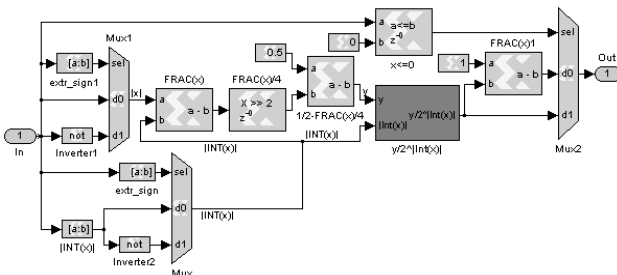 a
a<=b
b
z^-0
x<=0
0
Mux1
[a:b]
sel
extr_sign1
|x|
d0
not
d1
Inverter1
1
In
FRAC(x)
a
a - b
b
FRAC(x)/4
X >> 2
z^-0
0.5
a
a - b
b
1/2-FRAC(x)/4
y
y
y/2^|Int(x)|
|Int(x)|
y/2^|Int(x)|
|INT(x)|
|INT(x)|
FRAC(x)1
1
a
a - b
b
sel
d0
d1
Mux2
Out
1
[a:b]
sel
extr_sign
d0
|INT(x)|
[a:b]
|INT(x)|
not
d1
Inverter2
Mux